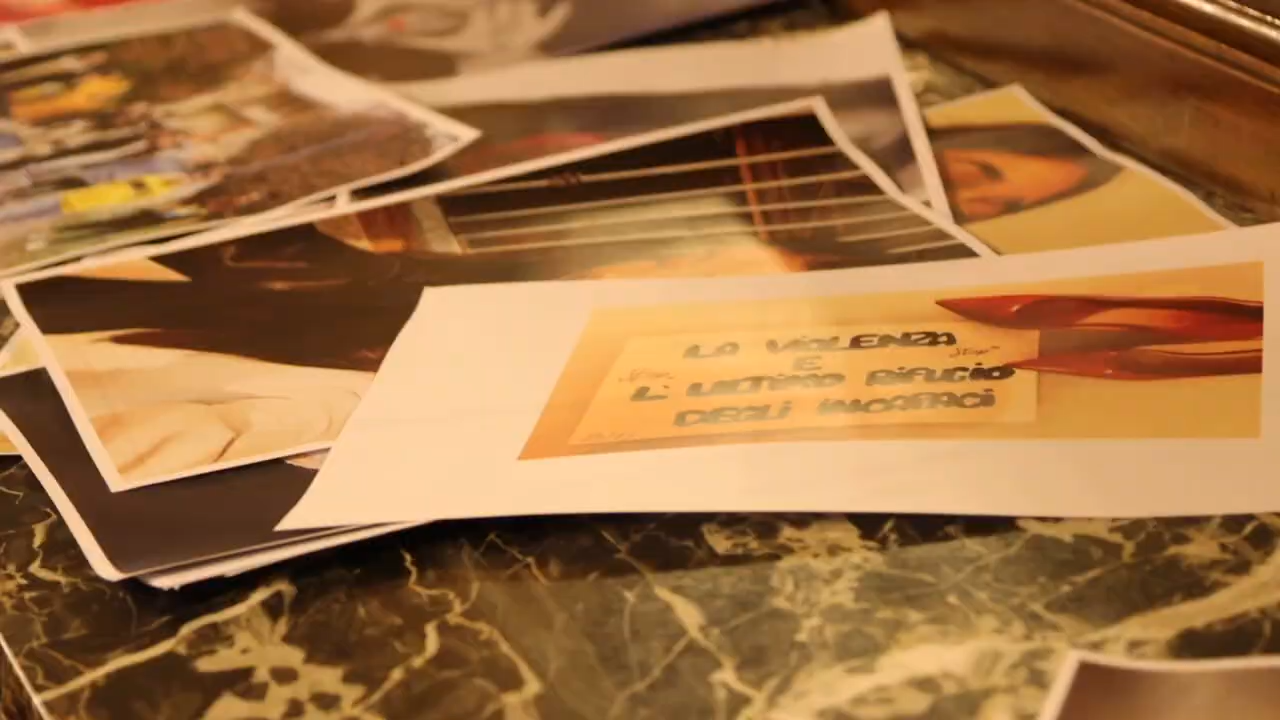 LA VIOLENZA
E
L' ULTIMO RIFUGIO
DEGLI INCAPACI